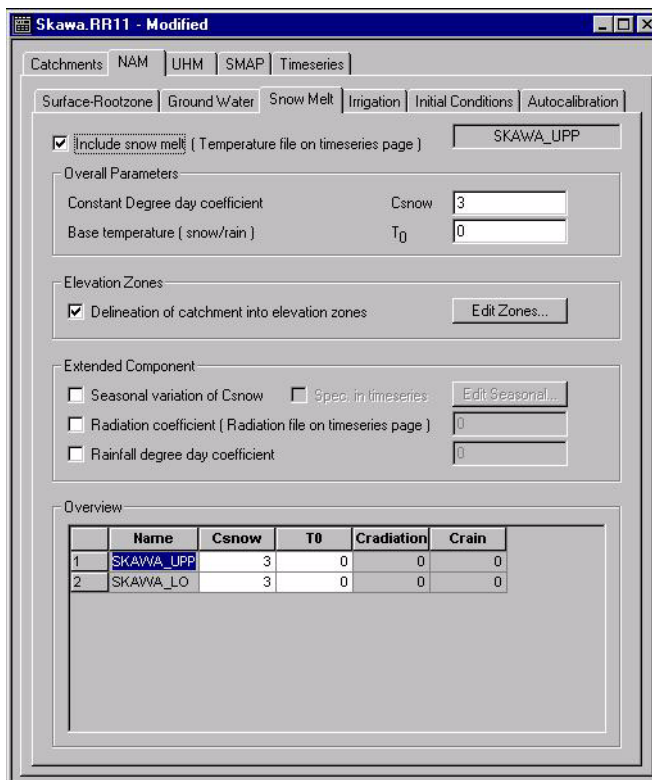 Skawa.RR11 - Modified
Catchments NAM UHM SMAP Timeseries
Surface-Rootzone Ground Water Snow Melt Irrigation Initial Conditions Autocalibration
Include snow melt ( Temperature file on timeseries page ) SKAWA_UPP
Overall Parameters
Constant Degree day coefficient Csnow 3
Base temperature ( snow/rain ) T0 0
Elevation Zones
Delineation of catchment into elevation zones Edit Zones...
Extended Component
Seasonal variation of Csnow Spec. in timeseries Edit Seasonal...
Radiation coefficient ( Radiation file on timeseries page ) 0
Rainfall degree day coefficient 0
Overview
Name Csnow T0 Cradiation Crain
1 SKAWA_UPP 3 0 0 0
2 SKAWA_LO 3 0 0 0